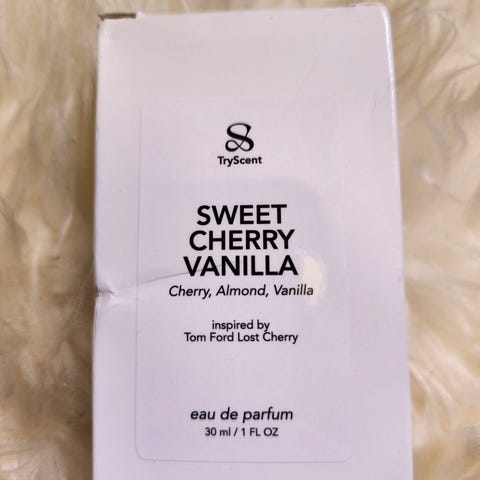 TryScent
SWEET
CHERRY
VANILLA
Cherry, Almond, Vanilla
inspired by
Tom Ford Lost Cherry
eau de parfum
30 ml / 1 FL OZ